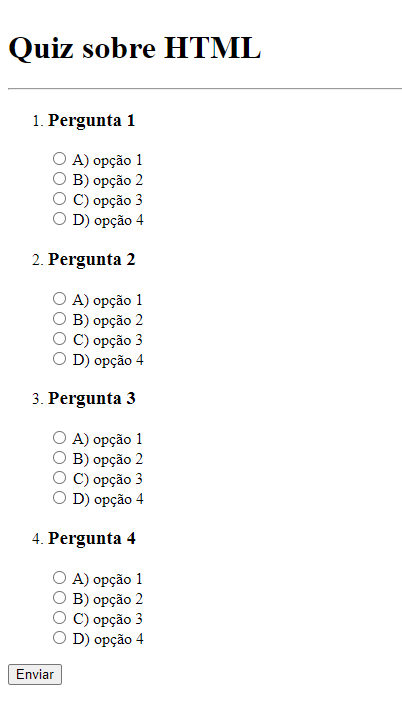 Quiz sobre HTML
1. Pergunta 1
A) opção 1
B) opção 2
C) opção 3
D) opção 4
2. Pergunta 2
A) opção 1
B) opção 2
C) opção 3
D) opção 4
3. Pergunta 3
A) opção 1
B) opção 2
C) opção 3
D) opção 4
4. Pergunta 4
A) opção 1
B) opção 2
C) opção 3
D) opção 4
Enviar